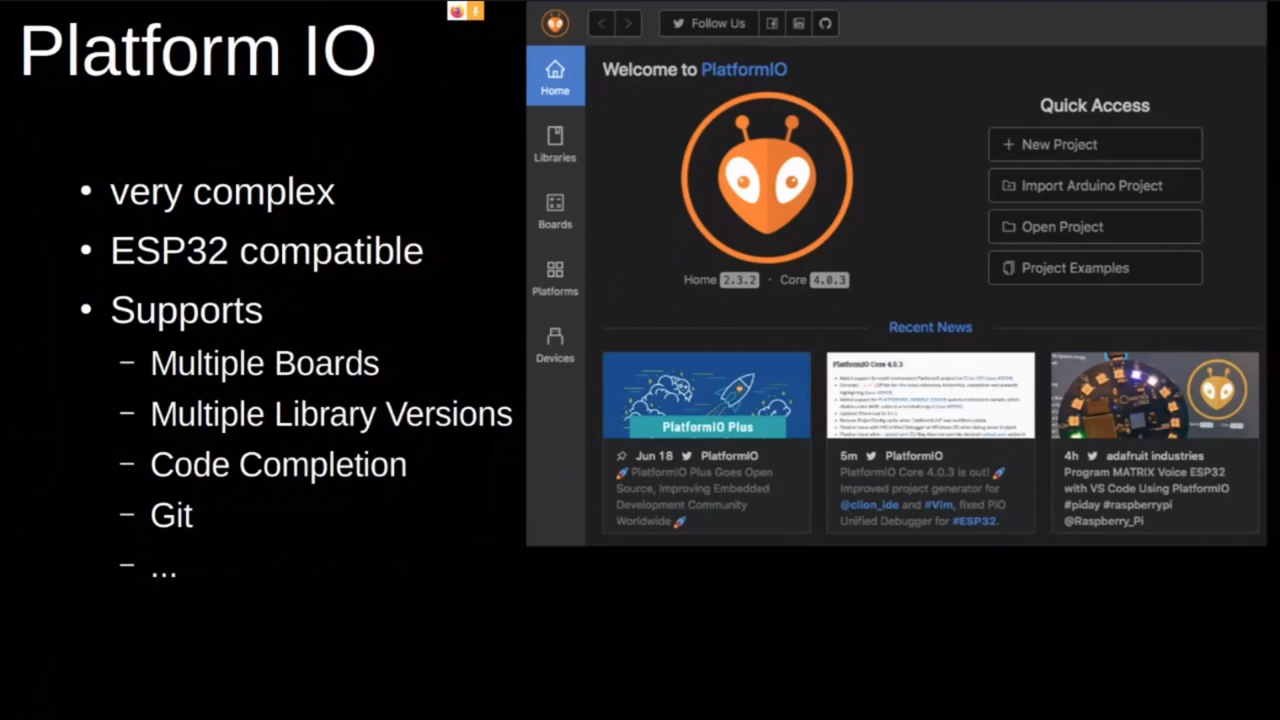 Platform IO
• very complex
• ESP32 compatible
• Supports
– Multiple Boards
– Multiple Library Versions
– Code Completion
– Git
– ...
Follow Us
Home
Libraries
Boards
Platforms
Devices
Welcome to PlatformIO
Home 2.3.2 · Core 4.0.3
Quick Access
New Project
Import Arduino Project
Open Project
Project Examples
Recent News
PlatformIO Plus
Jun 18 PlatformIO
PlatformIO Plus Goes Open
Source, Improving Embedded
Development Community
Worldwide
PlatformIO Core 4.0.3
5m PlatformIO
PlatformIO Core 4.0.3 is out!
Improved project generator for
@clion_ide and #Vim, fixed PIO
Unified Debugger for #ESP32.
4h adafruit industries
Program MATRIX Voice ESP32
with VS Code Using PlatformIO
#piday #raspberrypi
@Raspberry_Pi